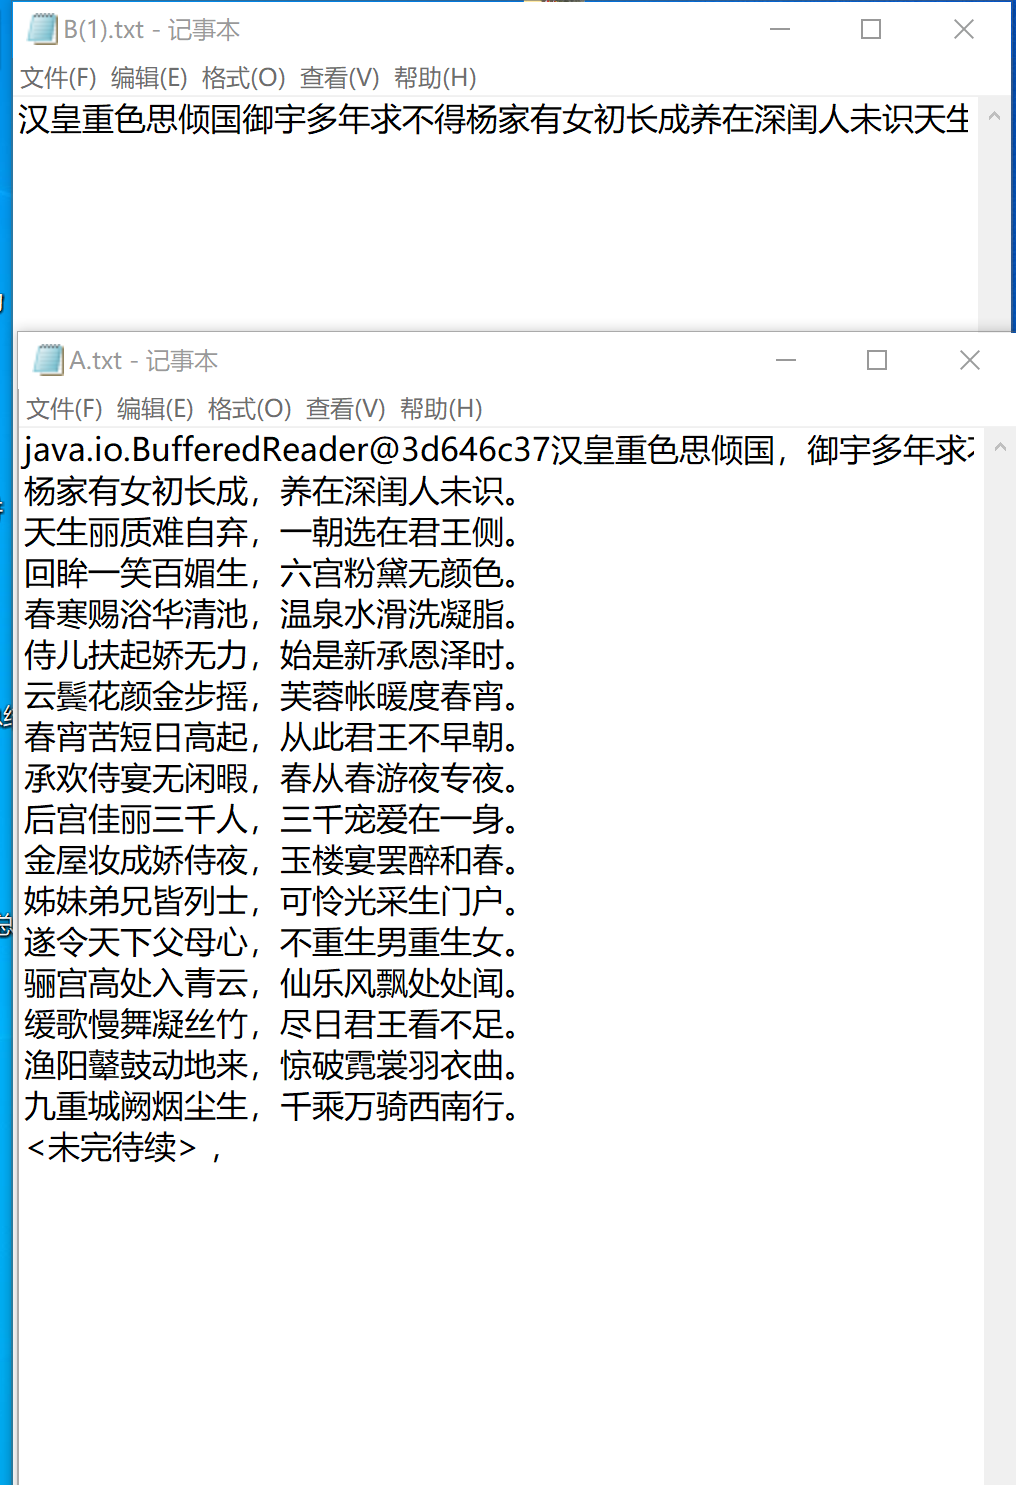 B(1).txt - 记事本
文件(F) 编辑(E) 格式(O) 查看(V) 帮助(H)
汉皇重色思倾国御宇多年求不得杨家有女初长成养在深闺人未识天生
A.txt - 记事本
文件(F) 编辑(E) 格式(O) 查看(V) 帮助(H)
java.io.BufferedReader@3d646c37汉皇重色思倾国，御宇多年求
杨家有女初长成，养在深闺人未识。
天生丽质难自弃，一朝选在君王侧。
回眸一笑百媚生，六宫粉黛无颜色。
春寒赐浴华清池，温泉水滑洗凝脂。
侍儿扶起娇无力，始是新承恩泽时。
云鬓花颜金步摇，芙蓉帐暖度春宵。
春宵苦短日高起，从此君王不早朝。
承欢侍宴无闲暇，春从春游夜专夜。
后宫佳丽三千人，三千宠爱在一身。
金屋妆成娇侍夜，玉楼宴罢醉和春。
姊妹弟兄皆列士，可怜光采生门户。
遂令天下父母心，不重生男重生女。
骊宫高处入青云，仙乐风飘处处闻。
缓歌慢舞凝丝竹，尽日君王看不足。
渔阳鼙鼓动地来，惊破霓裳羽衣曲。
九重城阙烟尘生，千乘万骑西南行。
<未完待续> ，